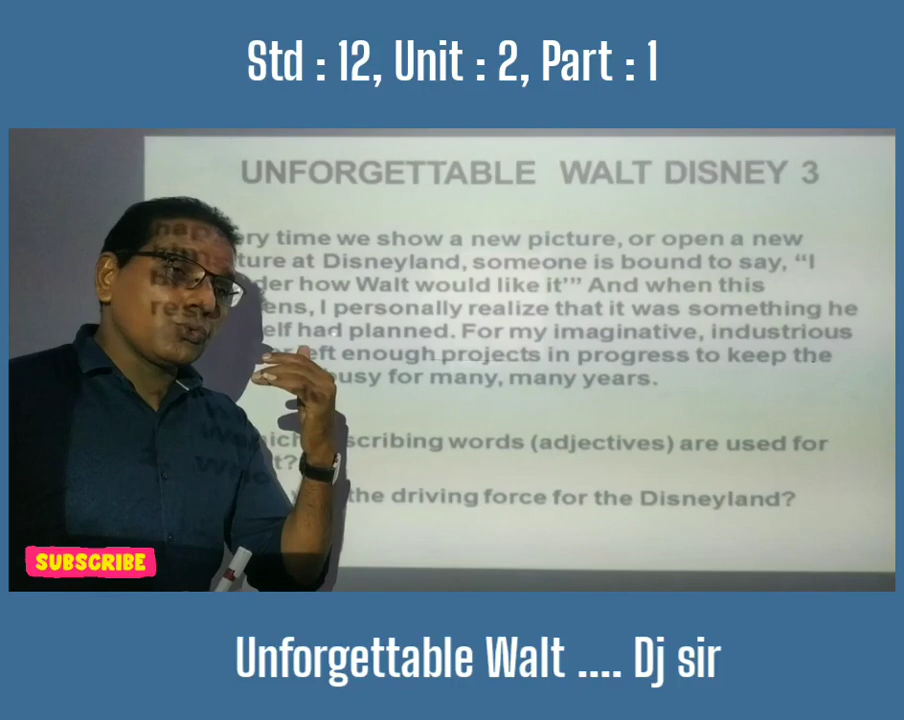 Std : 12, Unit : 2, Part : 1
UNFORGETTABLE WALT DISNEY 3
ery time we show a new picture, or open a new
ture at Disneyland, someone is bound to say, “I
der how Walt would like it’” And when this
ens, I personally realize that it was something he
elf had planned. For my imaginative, industrious
left enough projects in progress to keep the
usy for many, many years.
scribing words (adjectives) are used for
t?
the driving force for the Disneyland?
SUBSCRIBE
Unforgettable Walt .... Dj sir